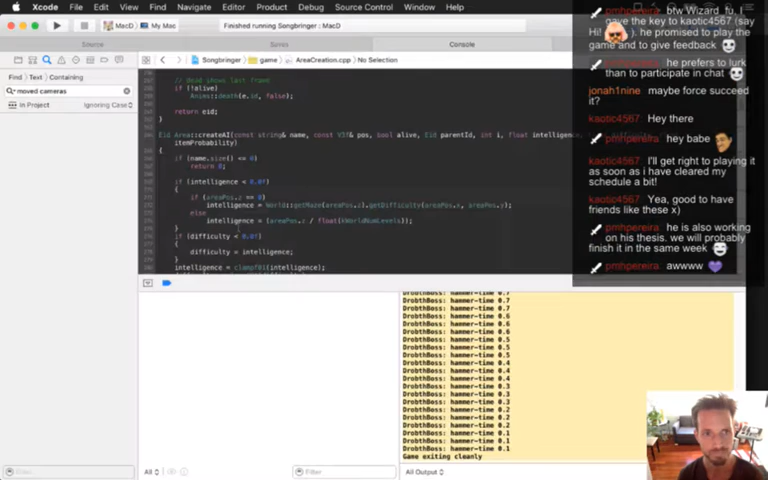 Xcode File Edit View Find Navigate Editor Product Debug Source Control Window Help
MacD My Mac
Finished running Songbringer : MacD
Source
Console
Find Text Containing
moved cameras
In Project
Ignoring Case
Songbringer
game
AreaCreation.cpp
No Selection
// Dead shows last frame
if (!alive)
Anims::death(e.id, false);
return eid;
}
Eid Area::createAI(const string& name, const V3f& pos, bool alive, Eid parentId, int i, float intelligence,
itemProbability)
{
if (name.size() == 0)
return 0;
if (intelligence < 0.0f)
{
if (areaPos.z == 0)
intelligence = World::getMaze(areaPos.z).getDifficulty(areaPos.x, areaPos.y);
else
intelligence = (areaPos.z / float(kWorldNumLevels));
}
if (difficulty < 0.0f)
{
difficulty = intelligence;
}
intelligence = clampf01(intelligence);
DrobthBoss: hammer-time 0.7
DrobthBoss: hammer-time 0.7
DrobthBoss: hammer-time 0.7
DrobthBoss: hammer-time 0.6
DrobthBoss: hammer-time 0.6
DrobthBoss: hammer-time 0.6
DrobthBoss: hammer-time 0.5
DrobthBoss: hammer-time 0.5
DrobthBoss: hammer-time 0.5
DrobthBoss: hammer-time 0.4
DrobthBoss: hammer-time 0.4
DrobthBoss: hammer-time 0.4
DrobthBoss: hammer-time 0.3
DrobthBoss: hammer-time 0.3
DrobthBoss: hammer-time 0.2
DrobthBoss: hammer-time 0.2
DrobthBoss: hammer-time 0.2
DrobthBoss: hammer-time 0.1
DrobthBoss: hammer-time 0.1
DrobthBoss: hammer-time 0.1
Game exiting cleanly
All
Filter
All Output
pmhpereira btw Wizard fu, I
gave the key to kaotic4567 (say
Hi! ). he promised to play the
game and to give feedback
pmhpereira he prefers to lurk
than to participate in chat
jonah1nine maybe force succeed
it?
kaotic4567 Hey there
pmhpereira hey babe
kaotic4567 I'll get right to playing it
as soon as i have cleared my
schedule a bit!
kaotic4567 Yea, good to have
friends like these x)
pmhpereira he is also working
on his thesis. we will probably
finish it in the same week
pmhpereira awwww